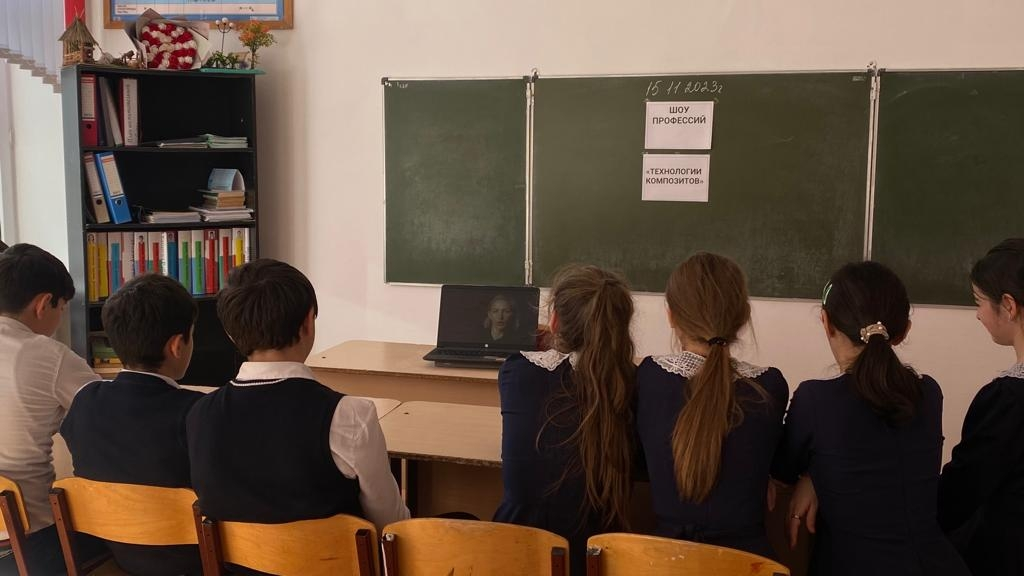 15 11 2023г
ШОУ
ПРОФЕССИЙ
«ТЕХНОЛОГИИ
КОМПОЗИТОВ»